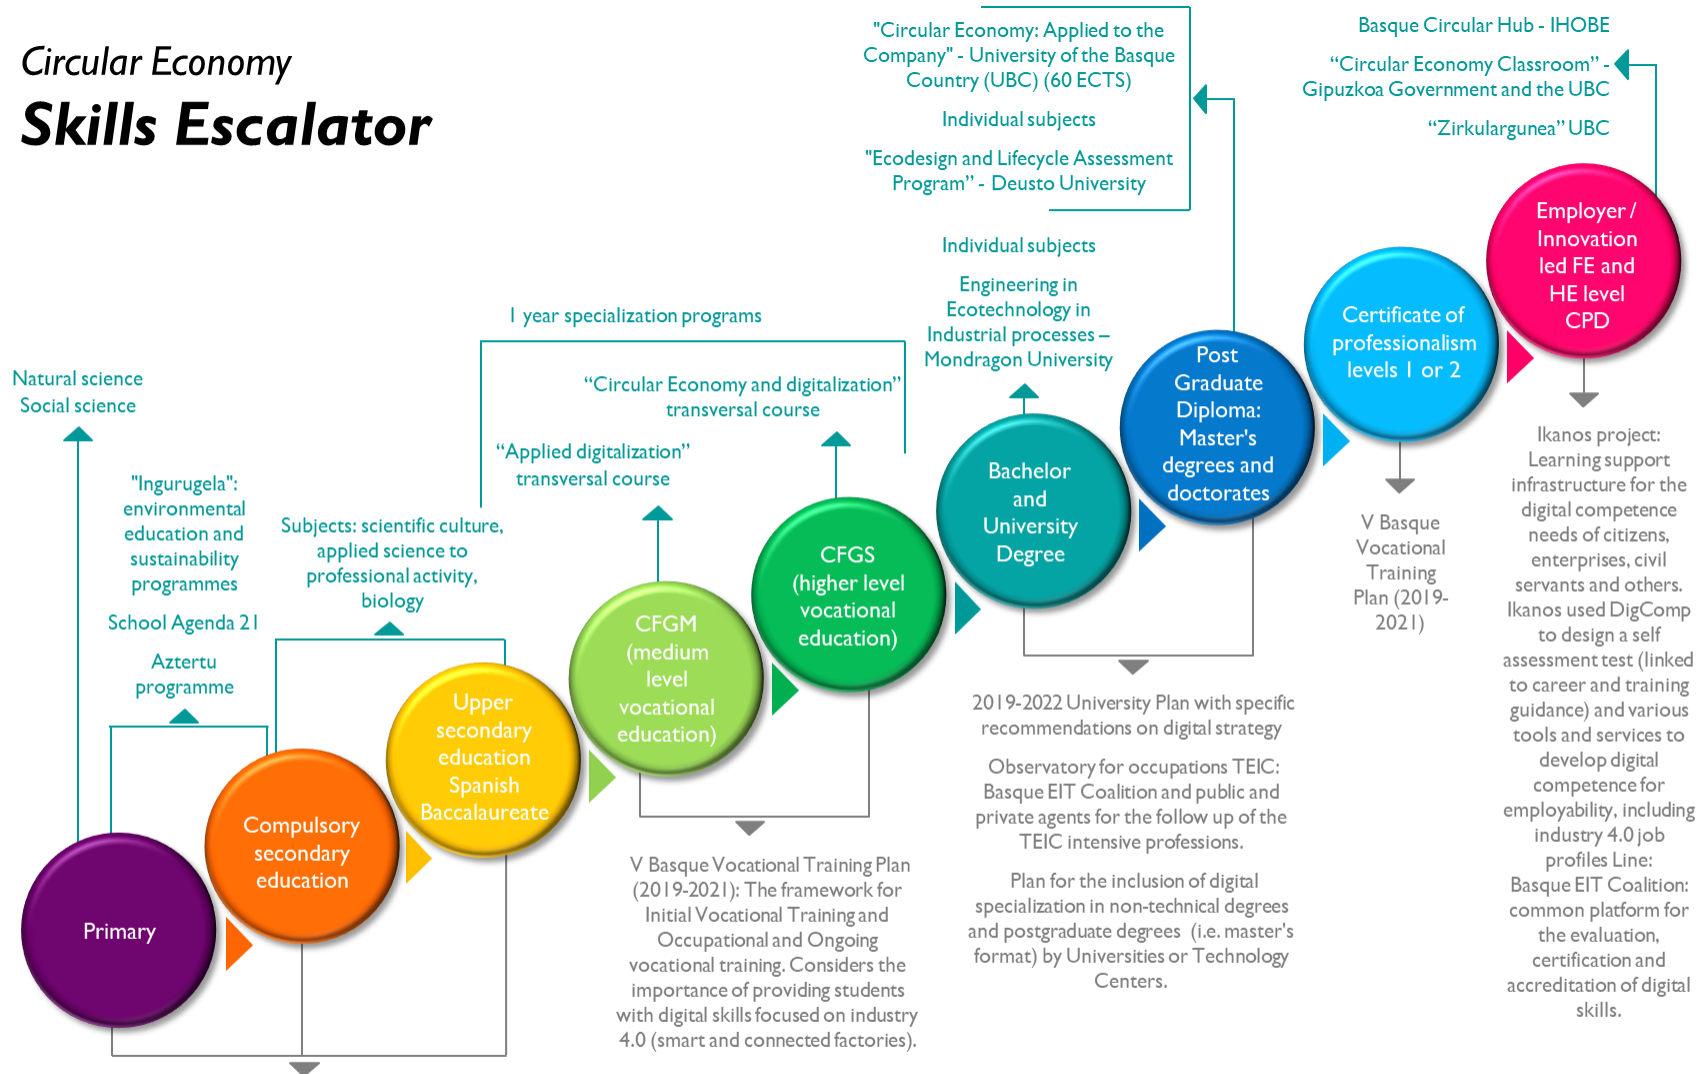 Circular Economy
Skills Escalator
Natural science
Social science
"Ingurugela":
environmental
education and
sustainability
programmes
School Agenda 21
Aztertu
programme
Subjects: scientific culture,
applied science to
professional activity,
biology
1 year specialization programs
“Applied digitalization”
transversal course
“Circular Economy and digitalization”
transversal course
Individual subjects
Engineering in
Ecotechnology in
Industrial processes –
Mondragon University
"Circular Economy: Applied to the
Company" - University of the Basque
Country (UBC) (60 ECTS)
Individual subjects
"Ecodesign and Lifecycle Assessment
Program” - Deusto University
Basque Circular Hub - IHOBE
“Circular Economy Classroom” -
Gipuzkoa Government and the UBC
“Zirkulargunea” UBC
Primary
Compulsory
secondary
education
Upper
secondary
education
Spanish
Baccalaureate
CFGM
(medium
level
vocational
education)
CFGS
(higher level
vocational
education)
Bachelor
and
University
Degree
Post
Graduate
Diploma:
Master's
degrees and
doctorates
Certificate of
professionalism
levels 1 or 2
Employer /
Innovation
led FE and
HE level
CPD
V Basque Vocational Training Plan
(2019-2021): The framework for
Initial Vocational Training and
Occupational and Ongoing
vocational training. Considers the
importance of providing students
with digital skills focused on industry
4.0 (smart and connected factories).
2019-2022 University Plan with specific
recommendations on digital strategy
Observatory for occupations TEIC:
Basque EIT Coalition and public and
private agents for the follow up of the
TEIC intensive professions.
Plan for the inclusion of digital
specialization in non-technical degrees
and postgraduate degrees (i.e. master's
format) by Universities or Technology
Centers.
V Basque
Vocational
Training
Plan (2019-
2021)
Ikanos project:
Learning support
infrastructure for the
digital competence
needs of citizens,
enterprises, civil
servants and others.
Ikanos used DigComp
to design a self
assessment test (linked
to career and training
guidance) and various
tools and services to
develop digital
competence for
employability, including
industry 4.0 job
profiles Line:
Basque EIT Coalition:
common platform for
the evaluation,
certification and
accreditation of digital
skills.